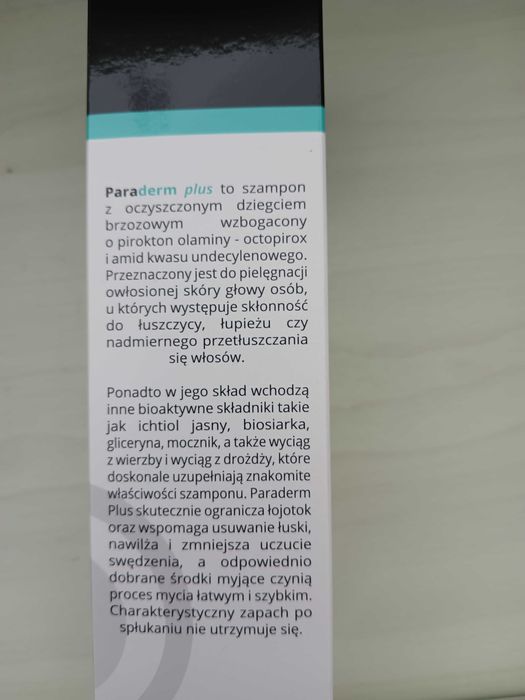 Paraderm plus to szampon
z oczyszczonym dziegciem
brzozowym wzbogacony
o pirokton olaminy - octopirox
i amid kwasu undecylenowego.
Przeznaczony jest do pielęgnacji
owłosionej skóry głowy osób,
u których występuje skłonność
do łuszczycy, łupieżu czy
nadmiernego przetłuszczania
się włosów.
Ponadto w jego skład wchodzą
inne bioaktywne składniki takie
jak ichtiol jasny, biosiarka,
gliceryna, mocznik, a także wyciąg
z wierzby i wyciąg z drożdży, które
doskonale uzupełniają znakomite
właściwości szamponu. Paraderm
Plus skutecznie ogranicza łojotok
oraz wspomaga usuwanie łuski,
nawilża i zmniejsza uczucie
swędzenia, a odpowiednio
dobrane środki myjące czynią
proces mycia łatwym i szybkim.
Charakterystyczny zapach po
spłukaniu nie utrzymuje się.